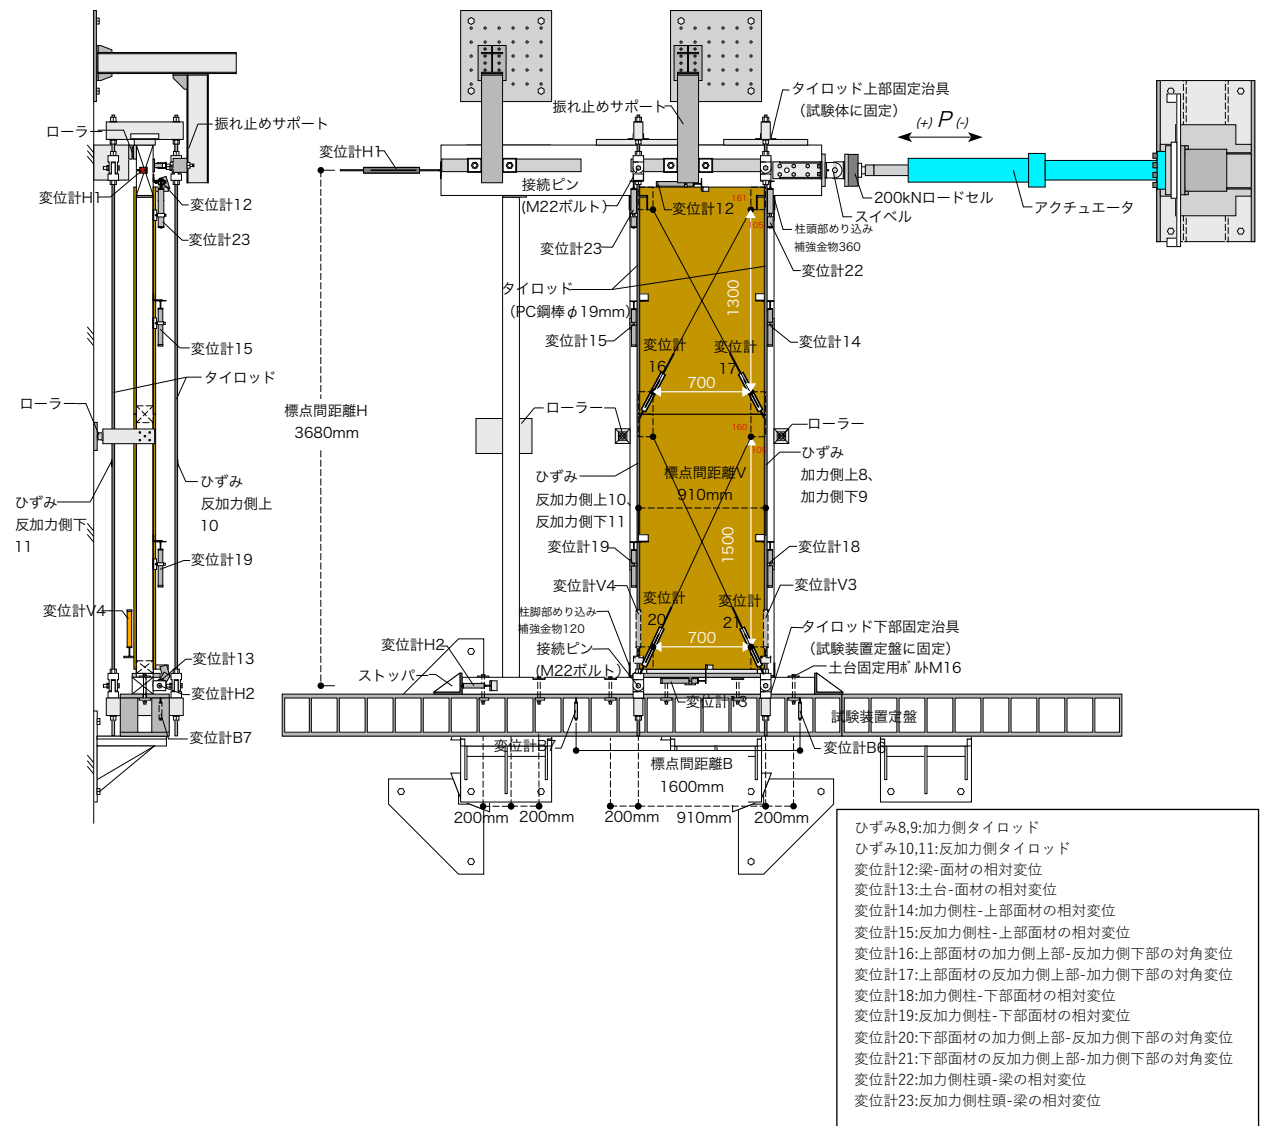 ローラー
振れ止めサポート
変位計H1
変位計12
変位計23
変位計15
タイロッド
ローラー
ひずみ
反加力側上
10
ひずみ
反加力側下
11
変位計19
変位計V4
変位計13
変位計H2
変位計B7
タイロッド上部固定治具
(試験体に固定)
振れ止めサポート
(+) P (-)
変位計H1
接続ピン
(M22ボルト)
変位計12
161
105
200kNロードセル
スイベル
アクチュエータ
柱頭部めり込み
補強金物360
変位計23
変位計22
タイロッド
(PC鋼棒φ19mm)
1300
変位計15
変位計14
変位計
16
変位計
17
700
標点間距離H
3680mm
ローラー
ローラー
160
105
ひずみ
反加力側上10、
反加力側下11
標点間距離V
910mm
ひずみ
加力側上8、
加力側下9
1500
変位計19
変位計18
変位計V4
変位計V3
変位計
20
変位計
21
柱脚部めり込み
補強金物120
700
タイロッド下部固定治具
(試験装置定盤に固定)
接続ピン
(M22ボルト)
土台固定用ボルトM16
変位計H2
ストッパー
変位計13
試験装置定盤
変位計B7
変位計B6
標点間距離B
1600mm
200mm
200mm
200mm
910mm
200mm
ひずみ8,9:加力側タイロッド
ひずみ10,11:反加力側タイロッド
変位計12:梁-面材の相対変位
変位計13:土台-面材の相対変位
変位計14:加力側柱-上部面材の相対変位
変位計15:反加力側柱-上部面材の相対変位
変位計16:上部面材の加力側上部-反加力側下部の対角変位
変位計17:上部面材の反加力側上部-加力側下部の対角変位
変位計18:加力側柱-下部面材の相対変位
変位計19:反加力側柱-下部面材の相対変位
変位計20:下部面材の加力側上部-反加力側下部の対角変位
変位計21:下部面材の反加力側上部-加力側下部の対角変位
変位計22:加力側柱頭-梁の相対変位
変位計23:反加力側柱頭-梁の相対変位